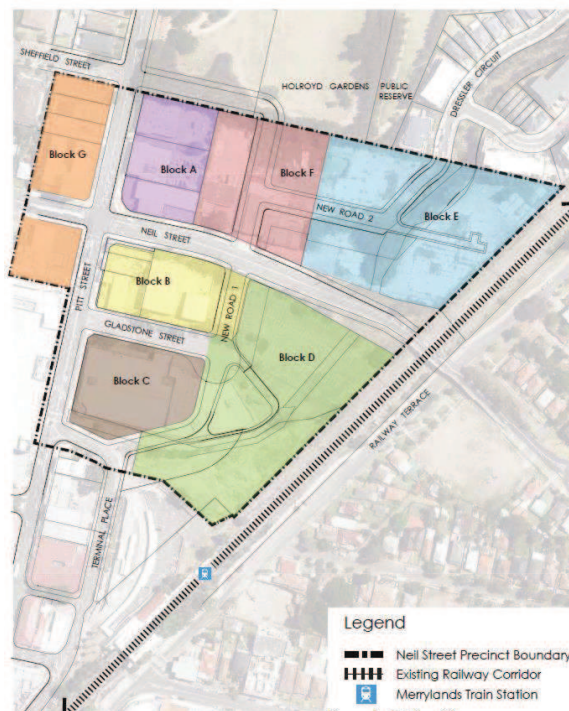 SHEFFIELD STREET
HOLROYD GARDENS PUBLIC
RESERVE
DRESSLER CIRCUIT
Block G
Block A
Block F
NEW ROAD 2
Block E
NEIL STREET
PITT STREET
Block B
NEW ROAD 1
GLADSTONE STREET
Block D
Block C
RAILWAY TERRACE
TERMINAL PLACE
Legend
Neil Street Precinct Boundary
Existing Railway Corridor
Merrylands Train Station